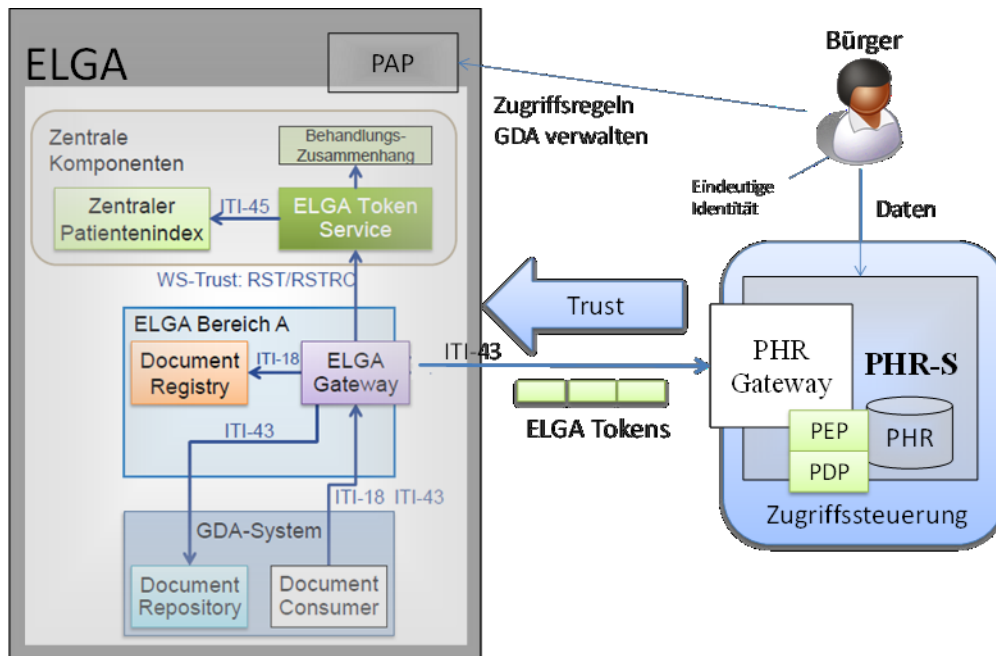 ELGA
PAP
Zentrale
Komponenten
Behandlungs-
Zusammenhang
Zentraler
Patientenindex
ITI-45
ELGA Token
Service
WS-Trust: RST/RSTRC
ELGA Bereich A
Document
Registry
ITI-18
ELGA
Gateway
ITI-43
ITI-18 ITI-43
GDA-System
Document
Repository
Document
Consumer
Bürger
Zugriffsregeln
GDA verwalten
Eindeutige
Identität
Daten
Trust
ITI-43
ELGA Tokens
PHR
Gateway
PHR-S
PEP
PDP
PHR
Zugriffssteuerung